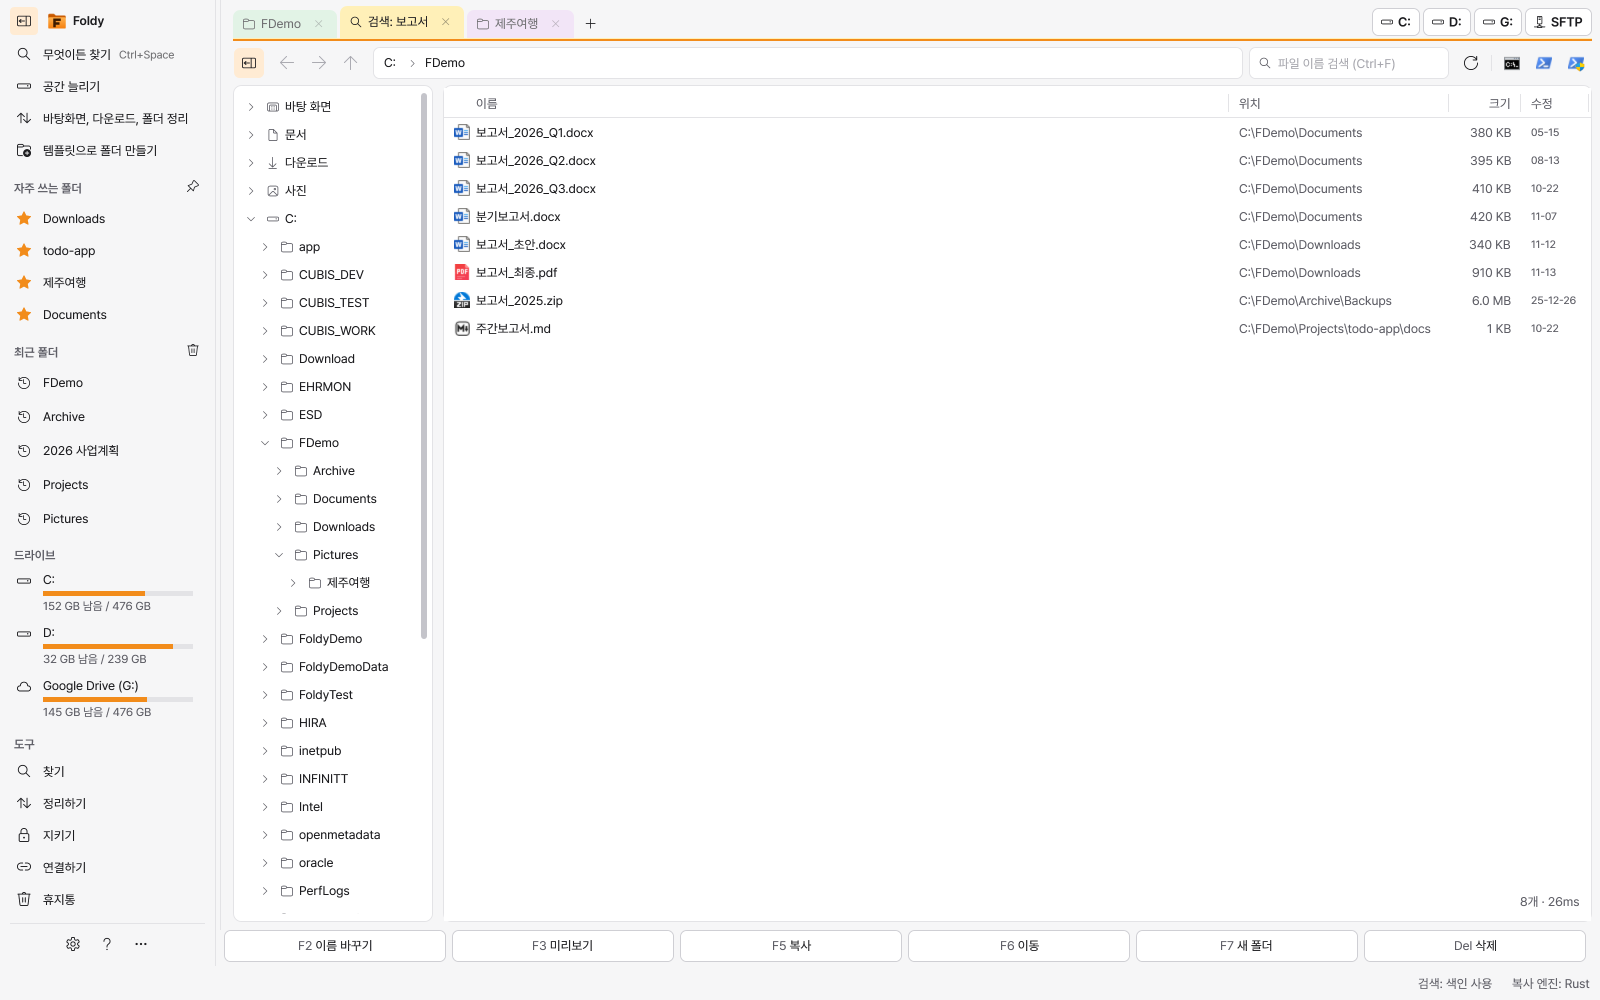 Foldy
무엇이든 찾기 Ctrl+Space
공간 늘리기
바탕화면, 다운로드, 폴더 정리
템플릿으로 폴더 만들기
자주 쓰는 폴더
Downloads
todo-app
제주여행
Documents
최근 폴더
FDemo
Archive
2026 사업계획
Projects
Pictures
드라이브
C:
152 GB 남음 / 476 GB
D:
32 GB 남음 / 239 GB
Google Drive (G:)
145 GB 남음 / 476 GB
도구
찾기
정리하기
지키기
연결하기
휴지통
FDemo
검색: 보고서
제주여행
C:
D:
G:
SFTP
C: > FDemo
파일 이름 검색 (Ctrl+F)
바탕 화면
문서
다운로드
사진
C:
app
CUBIS_DEV
CUBIS_TEST
CUBIS_WORK
Download
EHRMON
ESD
FDemo
Archive
Documents
Downloads
Pictures
제주여행
Projects
FoldyDemo
FoldyDemoData
FoldyTest
HIRA
inetpub
INFINITT
Intel
openmetadata
oracle
PerfLogs
이름 위치 크기 수정
보고서_2026_Q1.docx C:\FDemo\Documents 380 KB 05-15
보고서_2026_Q2.docx C:\FDemo\Documents 395 KB 08-13
보고서_2026_Q3.docx C:\FDemo\Documents 410 KB 10-22
분기보고서.docx C:\FDemo\Documents 420 KB 11-07
보고서_초안.docx C:\FDemo\Downloads 340 KB 11-12
보고서_최종.pdf C:\FDemo\Downloads 910 KB 11-13
보고서_2025.zip C:\FDemo\Archive\Backups 6.0 MB 25-12-26
주간보고서.md C:\FDemo\Projects\todo-app\docs 1 KB 10-22
8개 · 26ms
F2 이름 바꾸기
F3 미리보기
F5 복사
F6 이동
F7 새 폴더
Del 삭제
검색: 색인 사용
복사 엔진: Rust